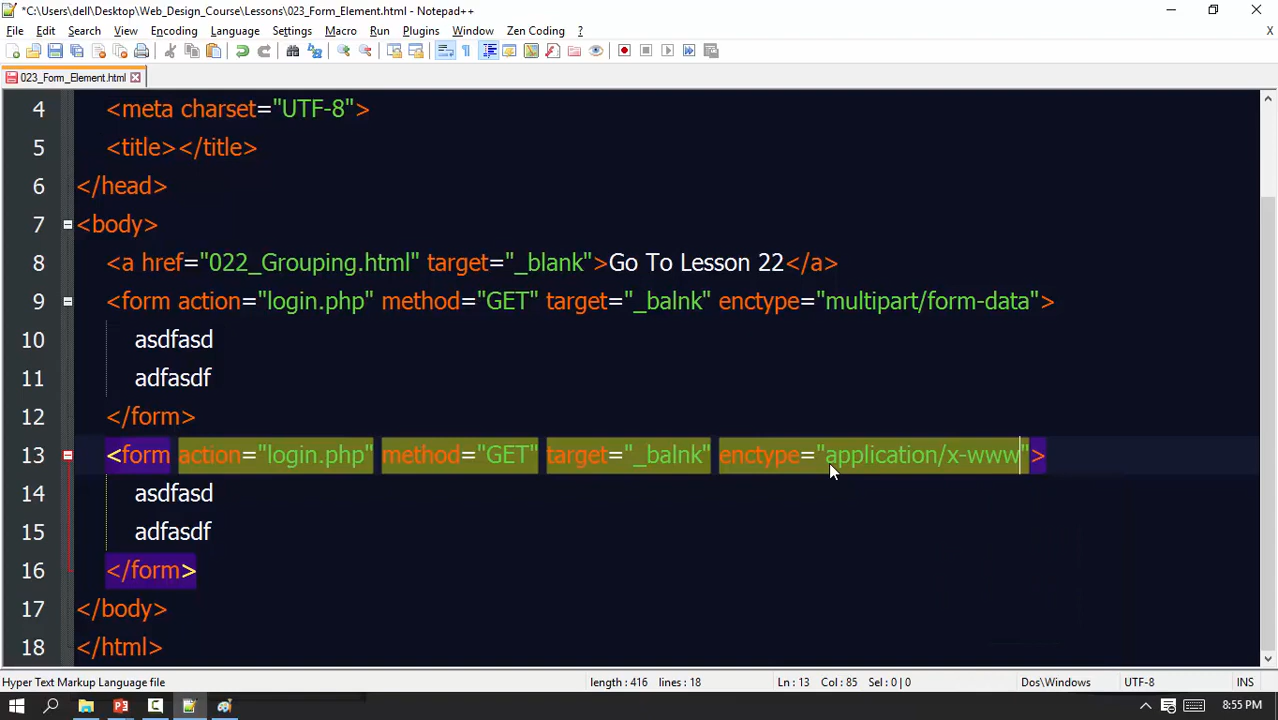 *C:\Users\dell\Desktop\Web_Design_Course\Lessons\023_Form_Element.html - Notepad++
File Edit Search View Encoding Language Settings Macro Run Plugins Window Zen Coding ? X
023_Form_Element.html
4 <meta charset="UTF-8">
5 <title></title>
6 </head>
7 <body>
8 <a href="022_Grouping.html" target="_blank">Go To Lesson 22</a>
9 <form action="login.php" method="GET" target="_balnk" enctype="multipart/form-data">
10 asdfasd
11 adfasdf
12 </form>
13 <form action="login.php" method="GET" target="_balnk" enctype="application/x-www">
14 asdfasd
15 adfasdf
16 </form>
17 </body>
18 </html>
Hyper Text Markup Language file length : 416 lines : 18 Ln : 13 Col : 85 Sel : 0 | 0 Dos\Windows UTF-8 INS
8:55 PM